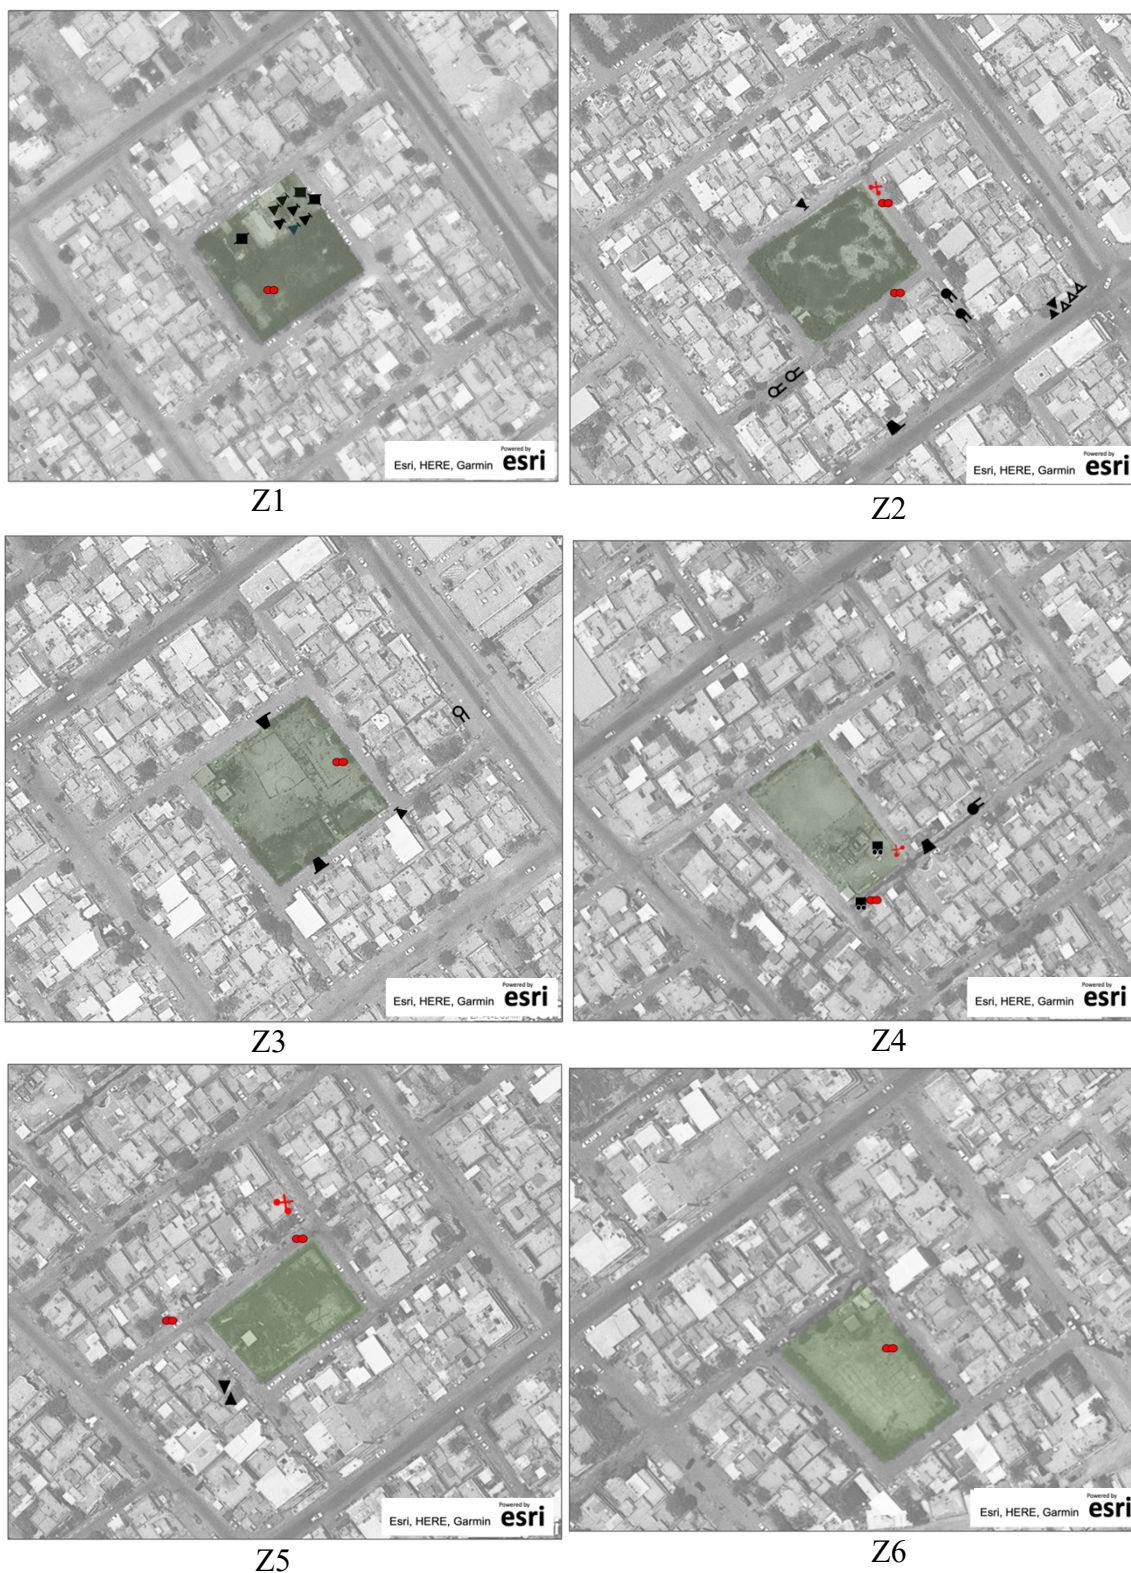 Powered by
Esri, HERE, Garmin esri
Z1
Powered by
Esri, HERE, Garmin esri
Z2
Powered by
Esri, HERE, Garmin esri
Z3
Powered by
Esri, HERE, Garmin esri
Z4
Powered by
Esri, HERE, Garmin esri
Z5
Powered by
Esri, HERE, Garmin esri
Z6